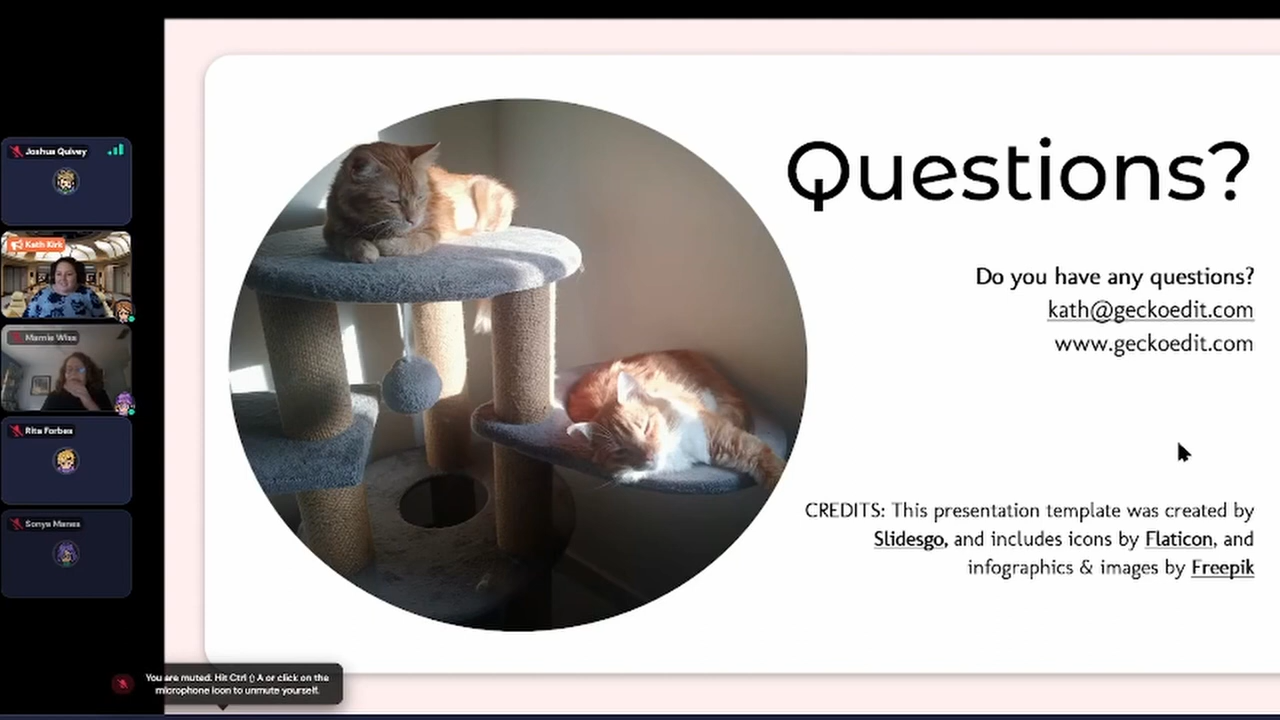 Joshua Quivey
Kath Kirk
Marnie Wiss
Rita Forbes
Sonya Manes
Questions?
Do you have any questions?
kath@geckoedit.com
www.geckoedit.com
CREDITS: This presentation template was created by
Slidesgo, and includes icons by Flaticon, and
infographics & images by Freepik
You are muted. Hit Ctrl ⇧ A or click on the
microphone icon to unmute yourself.